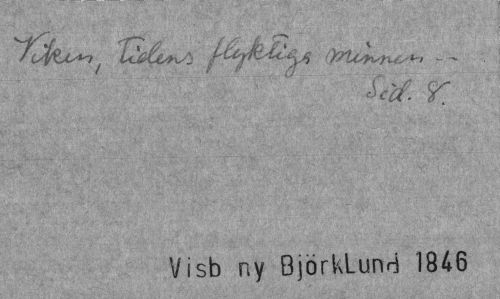 Viken, tidens flyktiga minnen --
Sid. 8.
Visb ny BjörkLund 1846